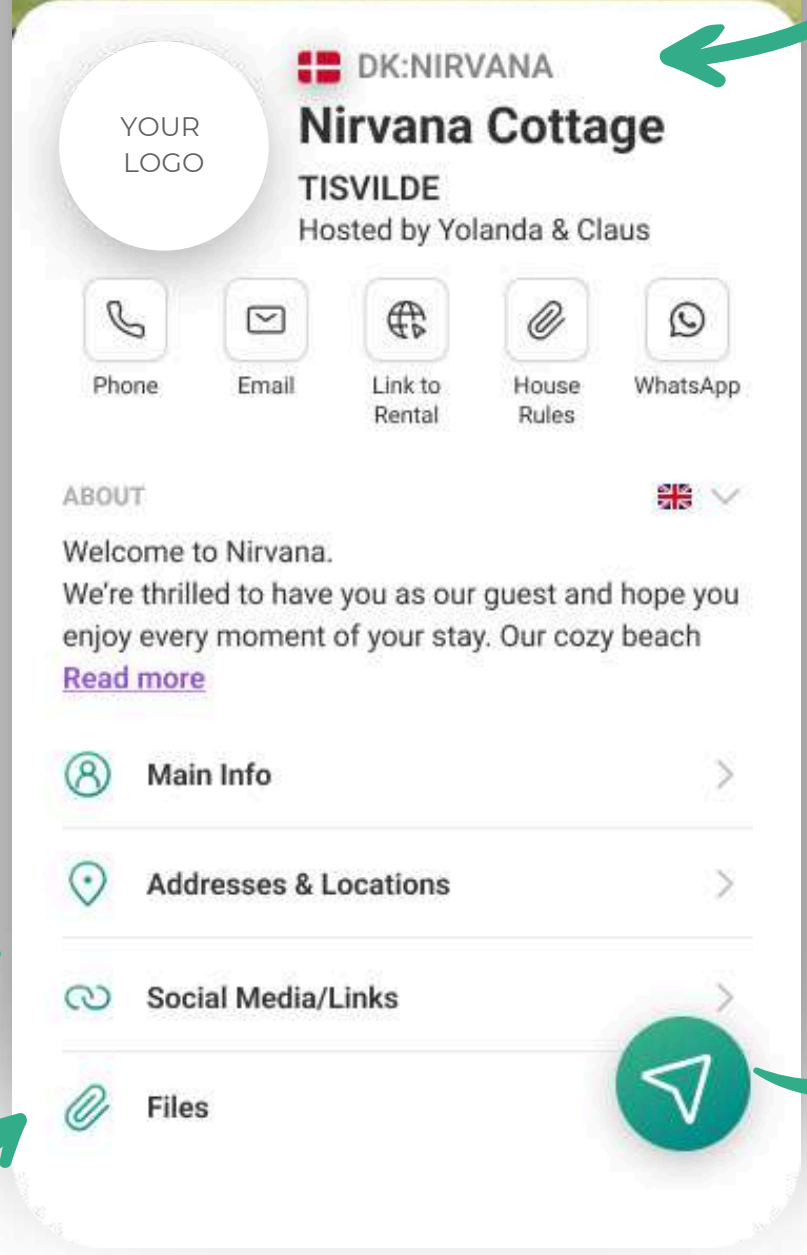 YOUR
LOGO
DK:NIRVANA
Nirvana Cottage
TISVILDE
Hosted by Yolanda & Claus
Phone
Email
Link to
Rental
House
Rules
WhatsApp
ABOUT
Welcome to Nirvana.
We're thrilled to have you as our guest and hope you
enjoy every moment of your stay. Our cozy beach
Read more
Main Info
Addresses & Locations
Social Media/Links
Files